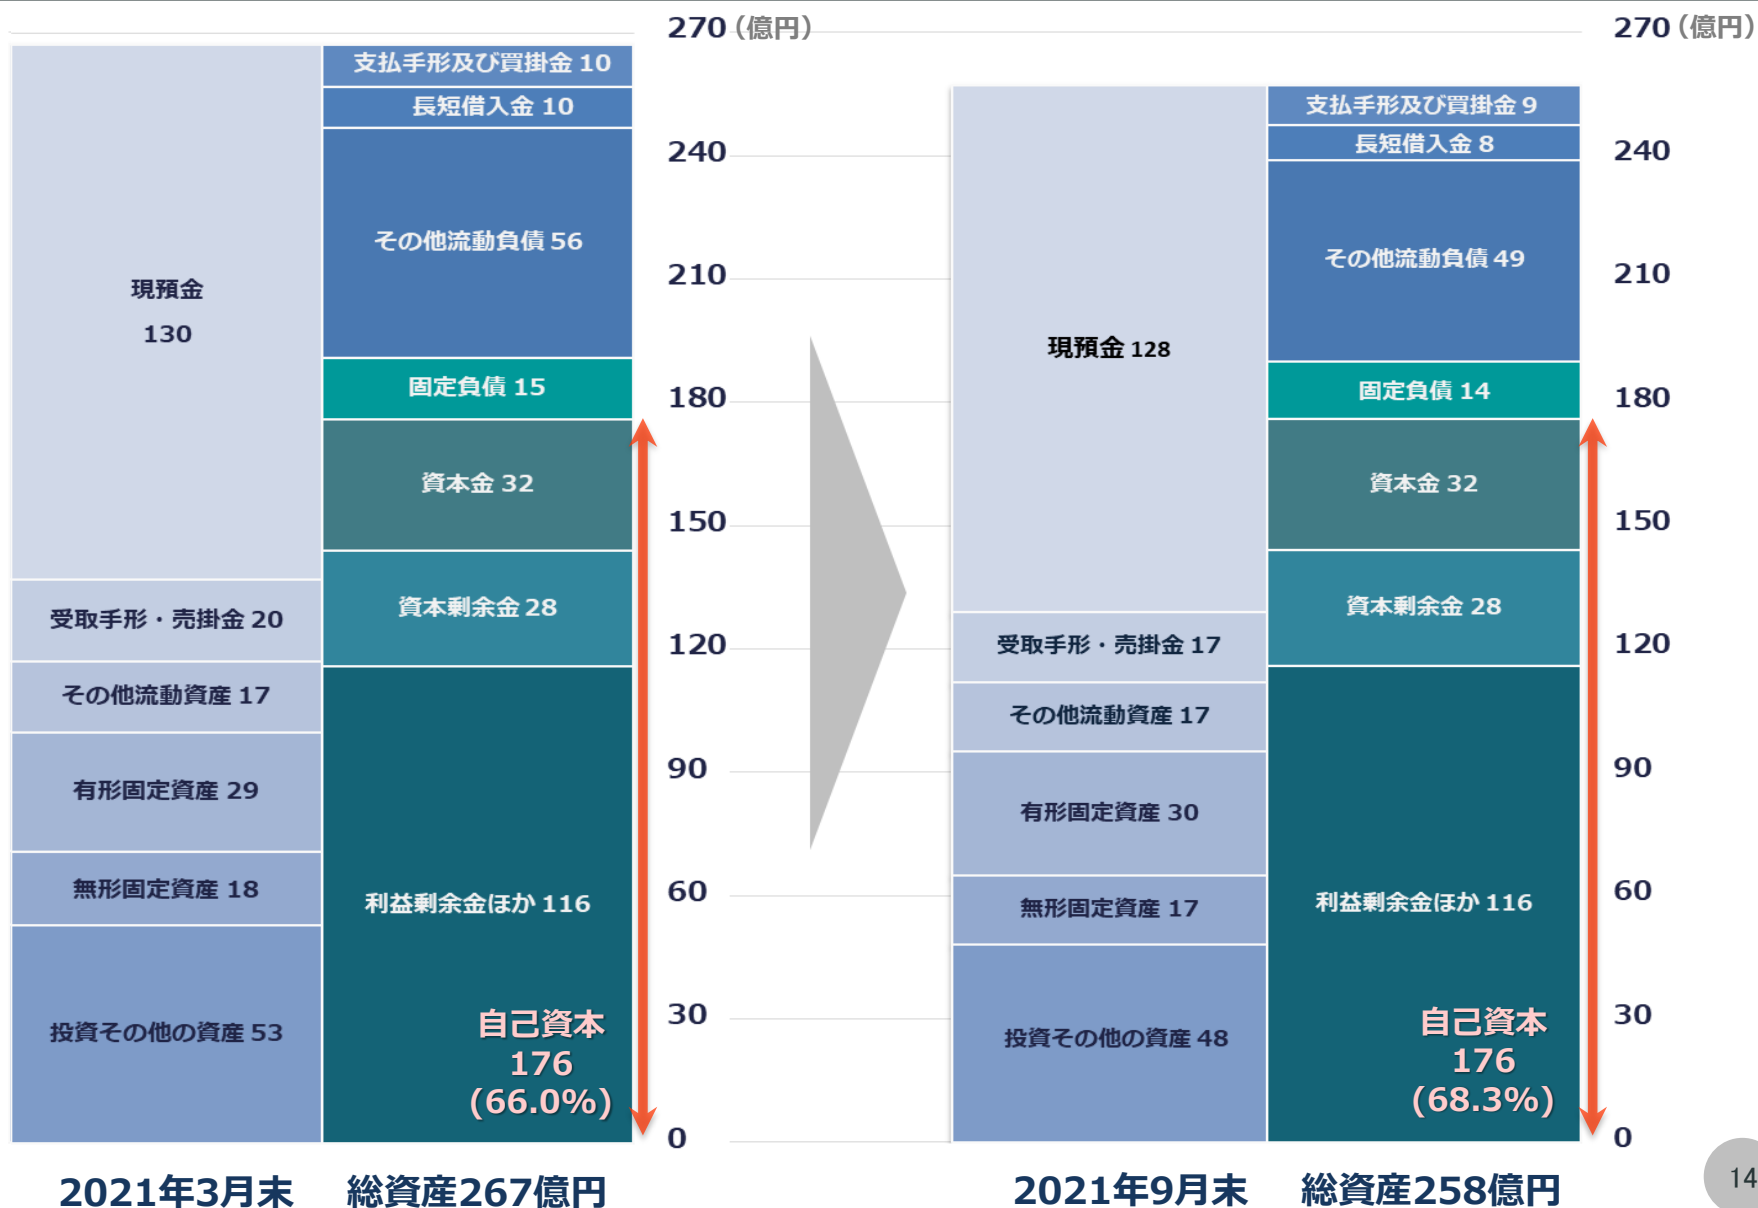 270 (億円)
現預金
130
受取手形・売掛金 20
その他流動資産 17
有形固定資産 29
無形固定資産 18
投資その他の資産 53
支払手形及び買掛金 10
長短借入金 10
その他流動負債 56
固定負債 15
資本金 32
資本剰余金 28
利益剰余金ほか 116
自己資本
176
(66.0%)
240
210
180
150
120
90
60
30
0
2021年3月末 総資産267億円
270 (億円)
現預金 128
受取手形・売掛金 17
その他流動資産 17
有形固定資産 30
無形固定資産 17
投資その他の資産 48
支払手形及び買掛金 9
長短借入金 8
その他流動負債 49
固定負債 14
資本金 32
資本剰余金 28
利益剰余金ほか 116
自己資本
176
(68.3%)
240
210
180
150
120
90
60
30
0
2021年9月末 総資産258億円
14